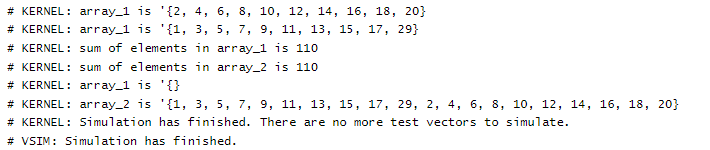 # KERNEL: array_1 is '{2, 4, 6, 8, 10, 12, 14, 16, 18, 20}
# KERNEL: array_1 is '{1, 3, 5, 7, 9, 11, 13, 15, 17, 29}
# KERNEL: sum of elements in array_1 is 110
# KERNEL: sum of elements in array_2 is 110
# KERNEL: array_1 is '{}
# KERNEL: array_2 is '{1, 3, 5, 7, 9, 11, 13, 15, 17, 29, 2, 4, 6, 8, 10, 12, 14, 16, 18, 20}
# KERNEL: Simulation has finished. There are no more test vectors to simulate.
# VSIM: Simulation has finished.